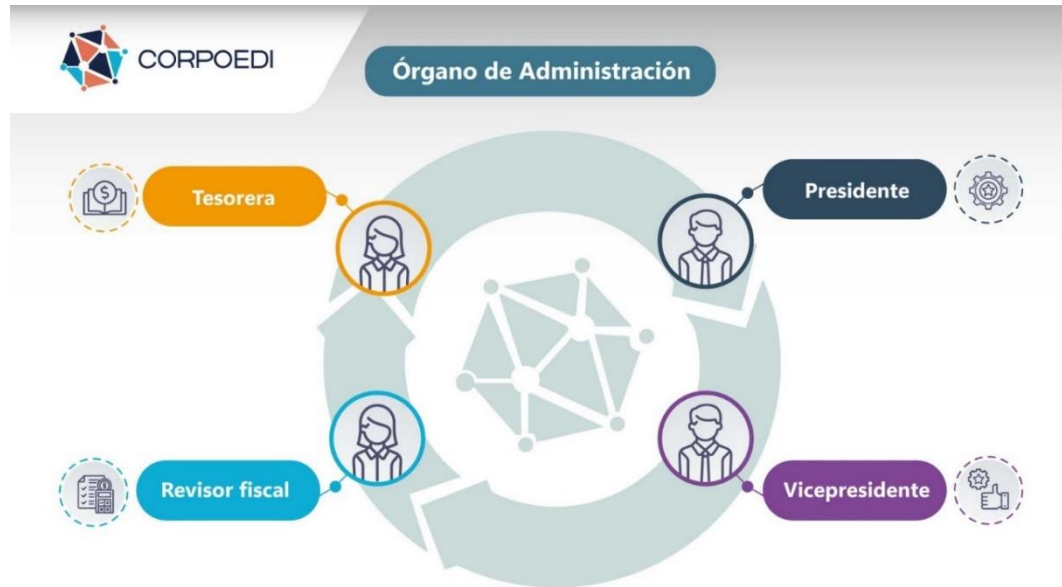 CORPOEDI
Órgano de Administración
Tesorera
Presidente
Revisor fiscal
Vicepresidente